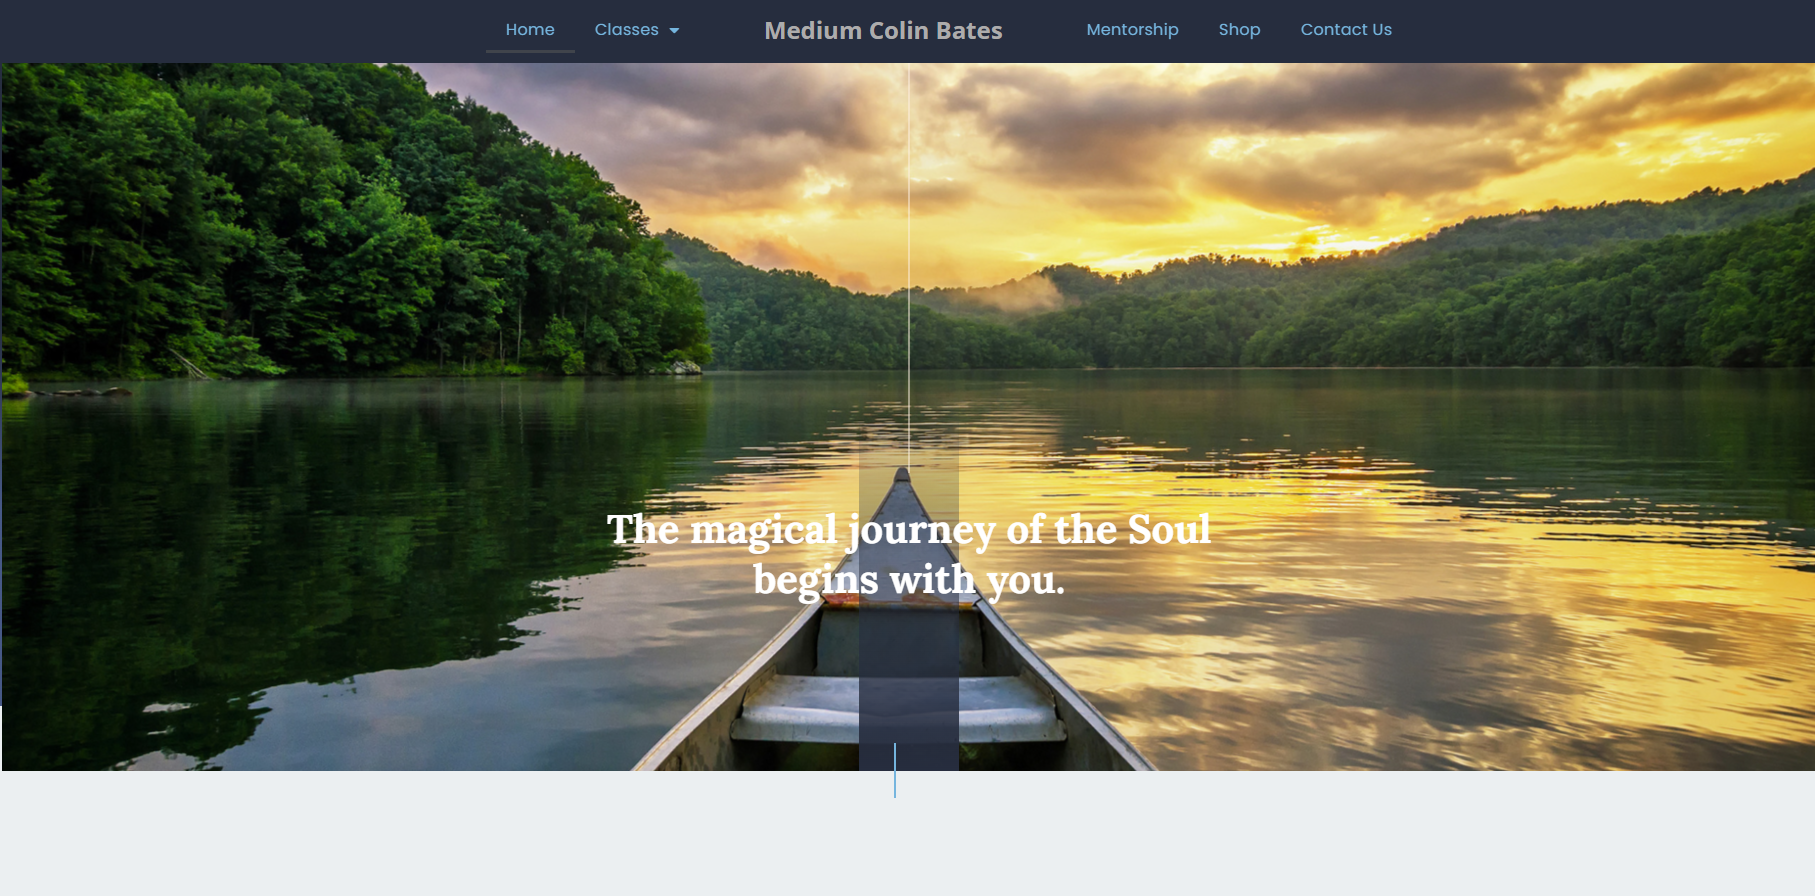 Home
Classes
Medium Colin Bates
Mentorship
Shop
Contact Us
The magical journey of the Soul
begins with you.